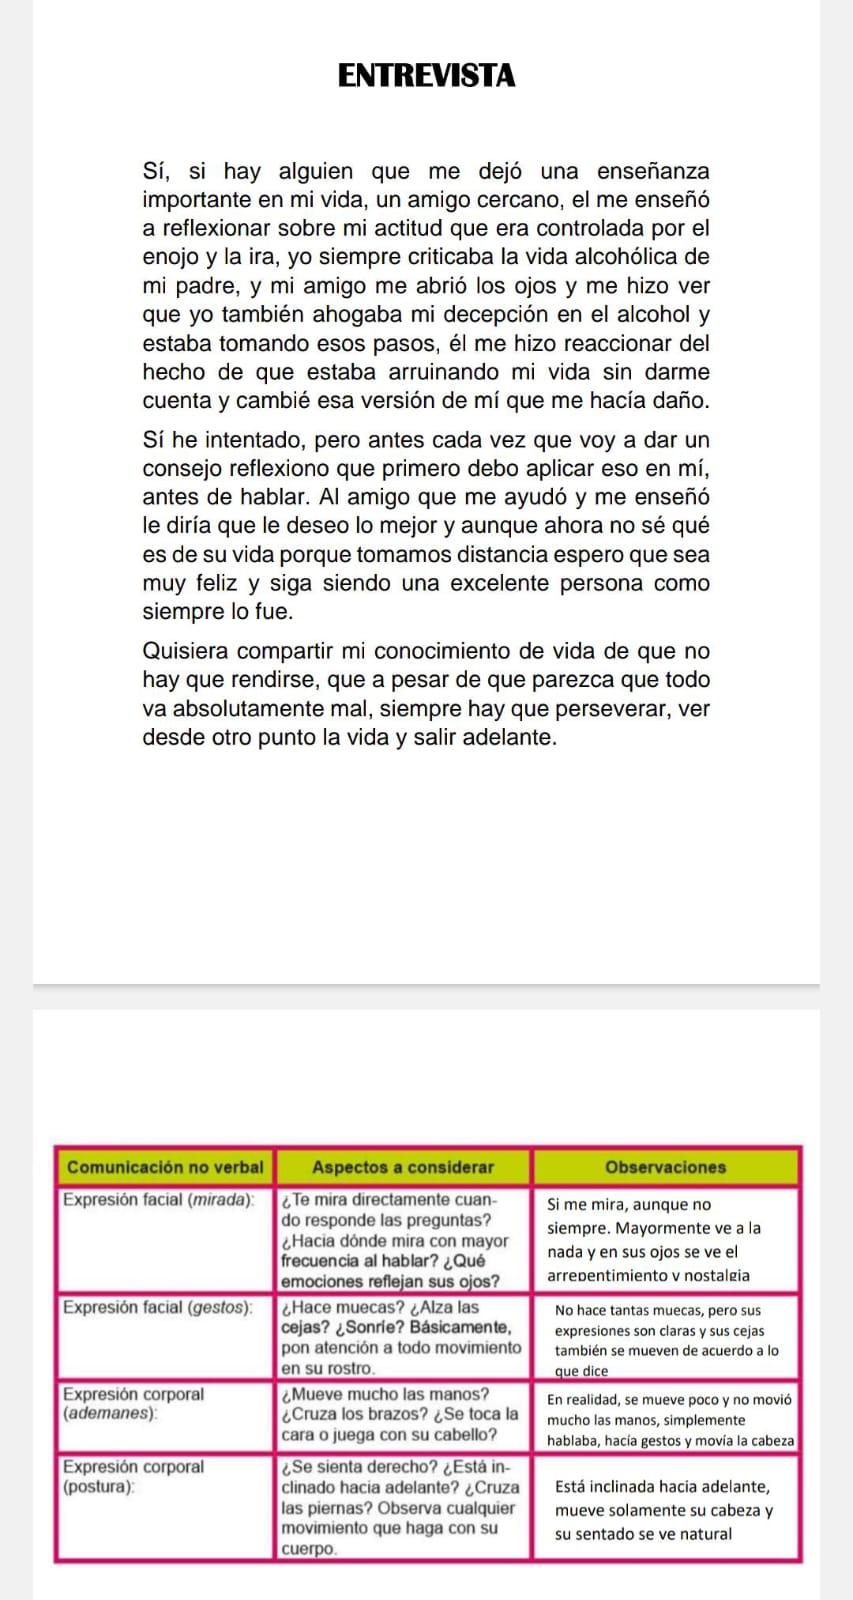 ENTREVISTA
Sí, si hay alguien que me dejó una enseñanza
importante en mi vida, un amigo cercano, el me enseñó
a reflexionar sobre mi actitud que era controlada por el
enojo y la ira, yo siempre criticaba la vida alcohólica de
mi padre, y mi amigo me abrió los ojos y me hizo ver
que yo también ahogaba mi decepción en el alcohol y
estaba tomando esos pasos, él me hizo reaccionar del
hecho de que estaba arruinando mi vida sin darme
cuenta y cambié esa versión de mí que me hacía daño.
Sí he intentado, pero antes cada vez que voy a dar un
consejo reflexiono que primero debo aplicar eso en mí,
antes de hablar. Al amigo que me ayudó y me enseñó
le diría que le deseo lo mejor y aunque ahora no sé qué
es de su vida porque tomamos distancia espero que sea
muy feliz y siga siendo una excelente persona como
siempre lo fue.
Quisiera compartir mi conocimiento de vida de que no
hay que rendirse, que a pesar de que parezca que todo
va absolutamente mal, siempre hay que perseverar, ver
desde otro punto la vida y salir adelante.
Comunicación no verbal
Aspectos a considerar
Observaciones
Expresión facial (mirada):
¿Te mira directamente cuan-
do responde las preguntas?
¿Hacia dónde mira con mayor
frecuencia al hablar? ¿Qué
emociones reflejan sus ojos?
Si me mira, aunque no
siempre. Mayormente ve a la
nada y en sus ojos se ve el
arrepentimiento y nostalgia
Expresión facial (gestos):
¿Hace muecas? ¿Alza las
cejas? ¿Sonríe? Básicamente,
pon atención a todo movimiento
en su rostro.
No hace tantas muecas, pero sus
expresiones son claras y sus cejas
también se mueven de acuerdo a lo
que dice
Expresión corporal
(ademanes):
¿Mueve mucho las manos?
¿Cruza los brazos? ¿Se toca la
cara o juega con su cabello?
En realidad, se mueve poco y no movió
mucho las manos, simplemente
hablaba, hacía gestos y movía la cabeza
Expresión corporal
(postura):
¿Se sienta derecho? ¿Está in-
clinado hacia adelante? ¿Cruza
las piernas? Observa cualquier
movimiento que haga con su
cuerpo.
Está inclinada hacia adelante,
mueve solamente su cabeza y
su sentado se ve natural